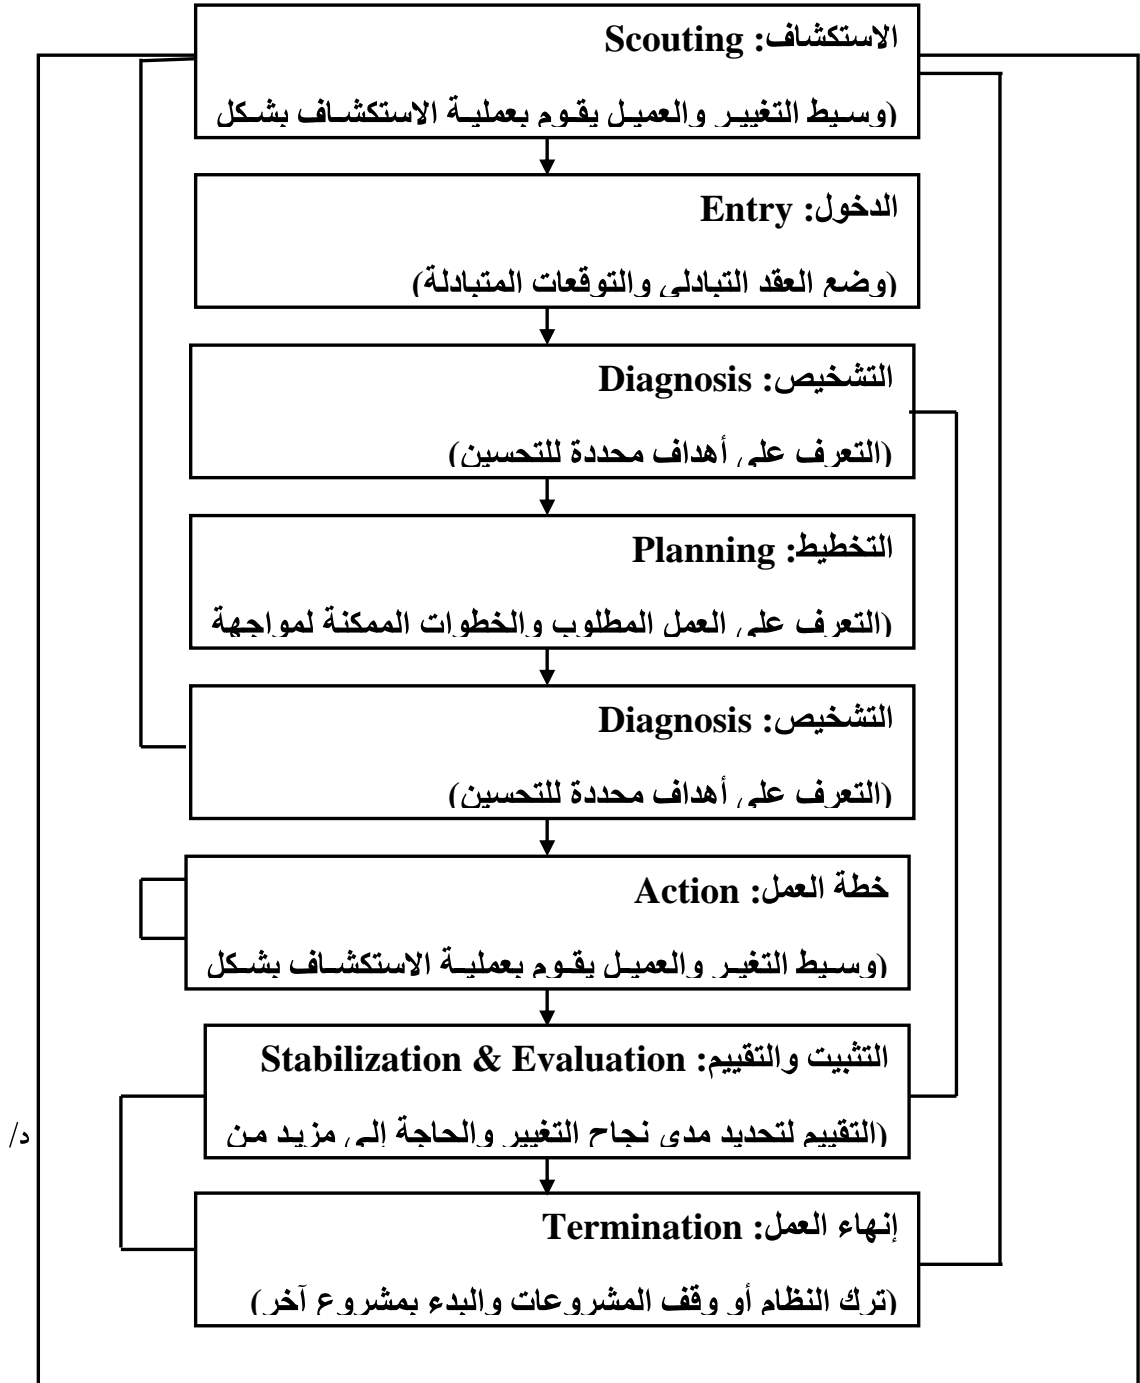 الاستكشاف: Scouting
(وسيط التغيير والعميل يقوم بعملية الاستكشاف بشكل
الدخول: Entry
(وضع العقد التبادلي والتوقعات المتبادلة)
التشخيص: Diagnosis
(التعرف على أهداف محددة للتحسين)
التخطيط: Planning
(التعرف على العمل المطلوب والخطوات الممكنة لمواجهة
التشخيص: Diagnosis
(التعرف على أهداف محددة للتحسين)
خطة العمل: Action
(وسيط التغير والعميل يقوم بعملية الاستكشاف بشكل
التثبيت والتقييم: Stabilization & Evaluation
(التقييم لتحديد مدى نجاح التغيير والحاجة إلى مزيد من
د/
إنهاء العمل: Termination
(ترك النظام أو وقف المشروعات والبدء بمشروع آخر)